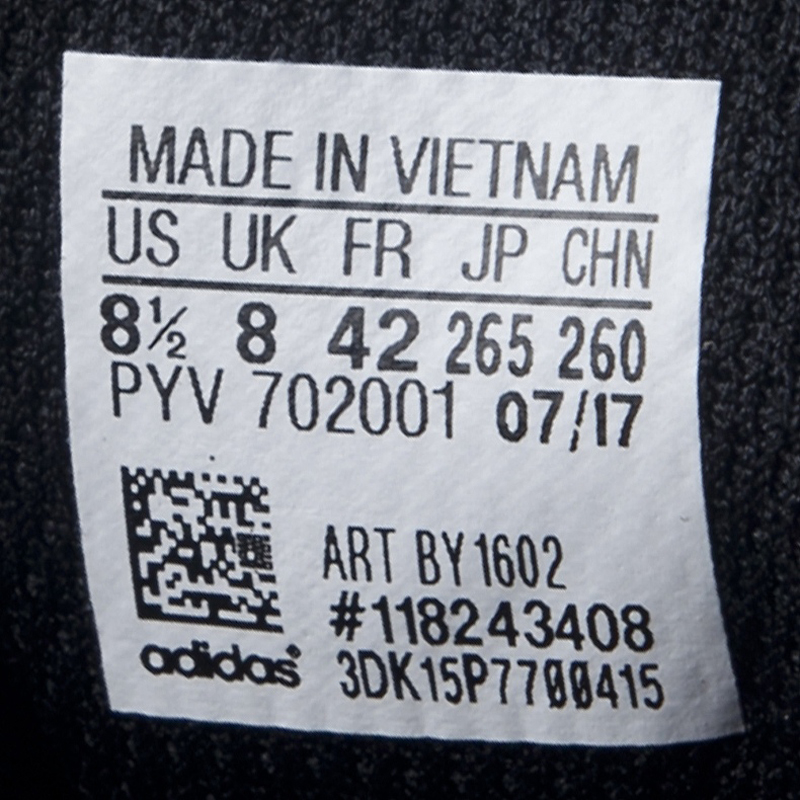 MADE IN VIETNAM
US UK FR JP CHN
8½ 8 42 265 260
PYV 702001 07/17
ART BY1602
#118243408
adidas
3DK15P7700415